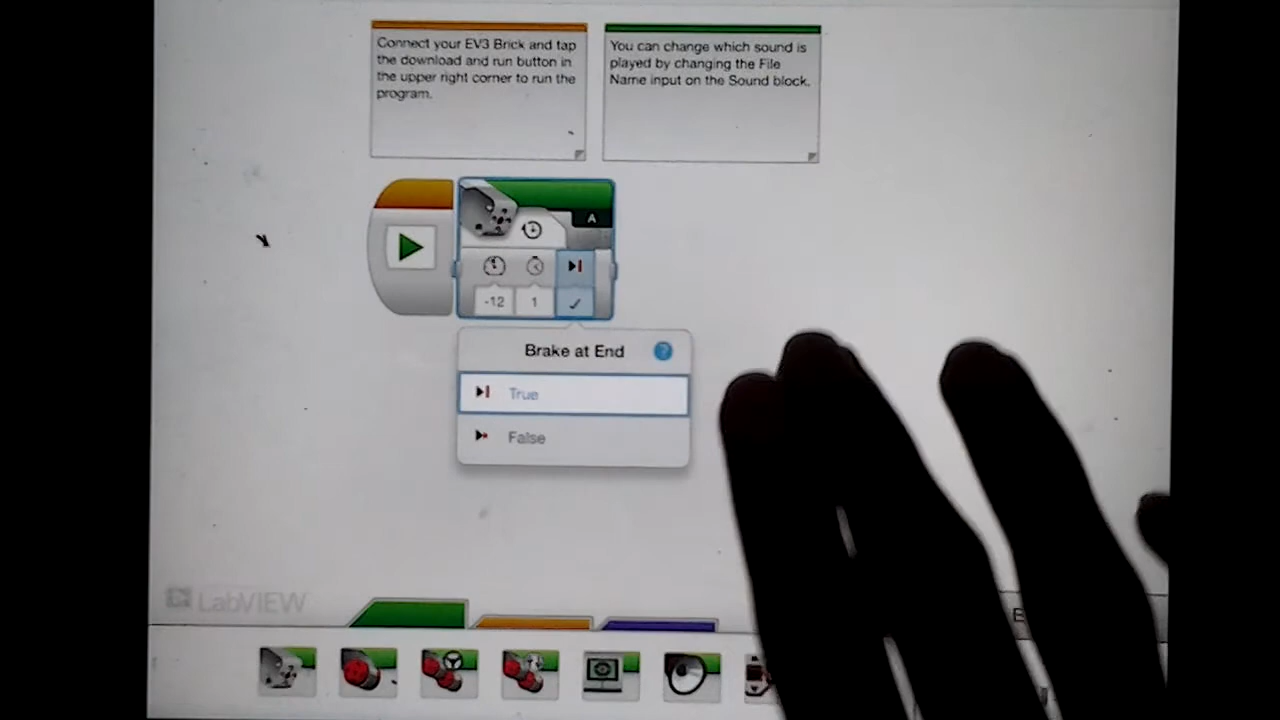 Connect your EV3 Brick and tap
the download and run button in
the upper right corner to run the
program.
You can change which sound is
played by changing the File
Name input on the Sound block.
A
-12 1
Brake at End ?
True
False
LabVIEW